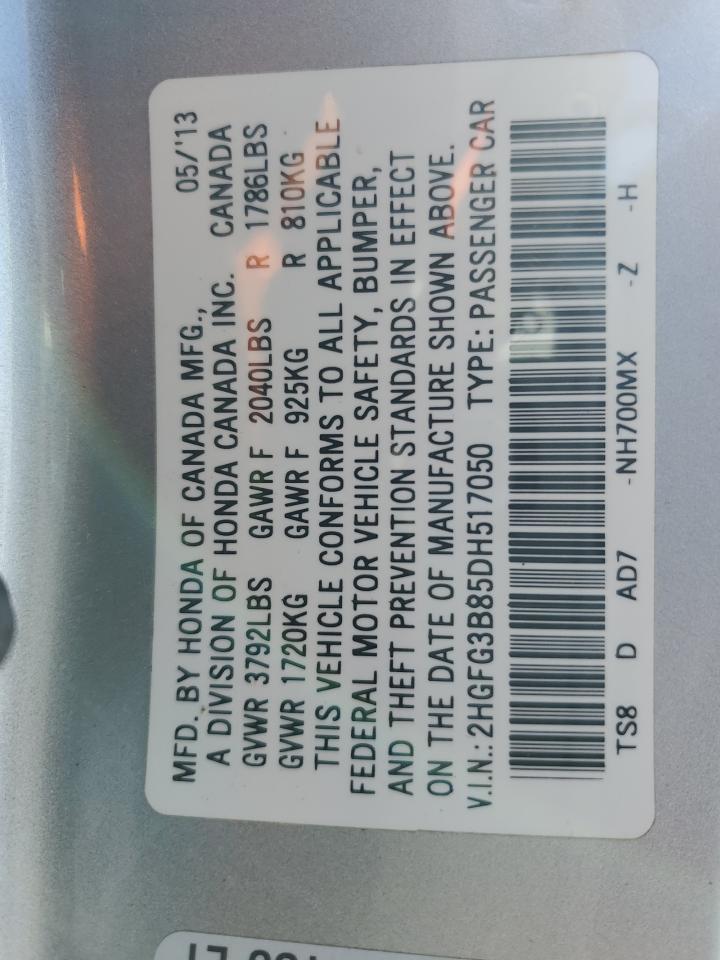 MFD. BY HONDA OF CANADA MFG., 05/'13
A DIVISION OF HONDA CANADA INC. CANADA
GVWR 3792LBS GAWR F 2040LBS R 1786LBS
GVWR 1720KG GAWR F 925KG R 810KG
THIS VEHICLE CONFORMS TO ALL APPLICABLE
FEDERAL MOTOR VEHICLE SAFETY, BUMPER,
AND THEFT PREVENTION STANDARDS IN EFFECT
ON THE DATE OF MANUFACTURE SHOWN ABOVE.
V.I.N.: 2HGFG3B85DH517050 TYPE: PASSENGER CAR
TS8 D AD7 -NH700MX -Z -H